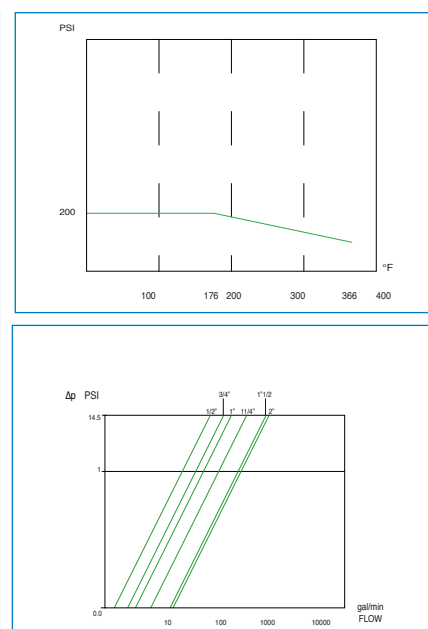 PSI
200
°F
100 176 200 300 366 400
Δp PSI
3/4" 1"1/2
14.5 1/2" 1" 11/4" 2"
1
0.0
gal/min
10 100 1000 10000 FLOW